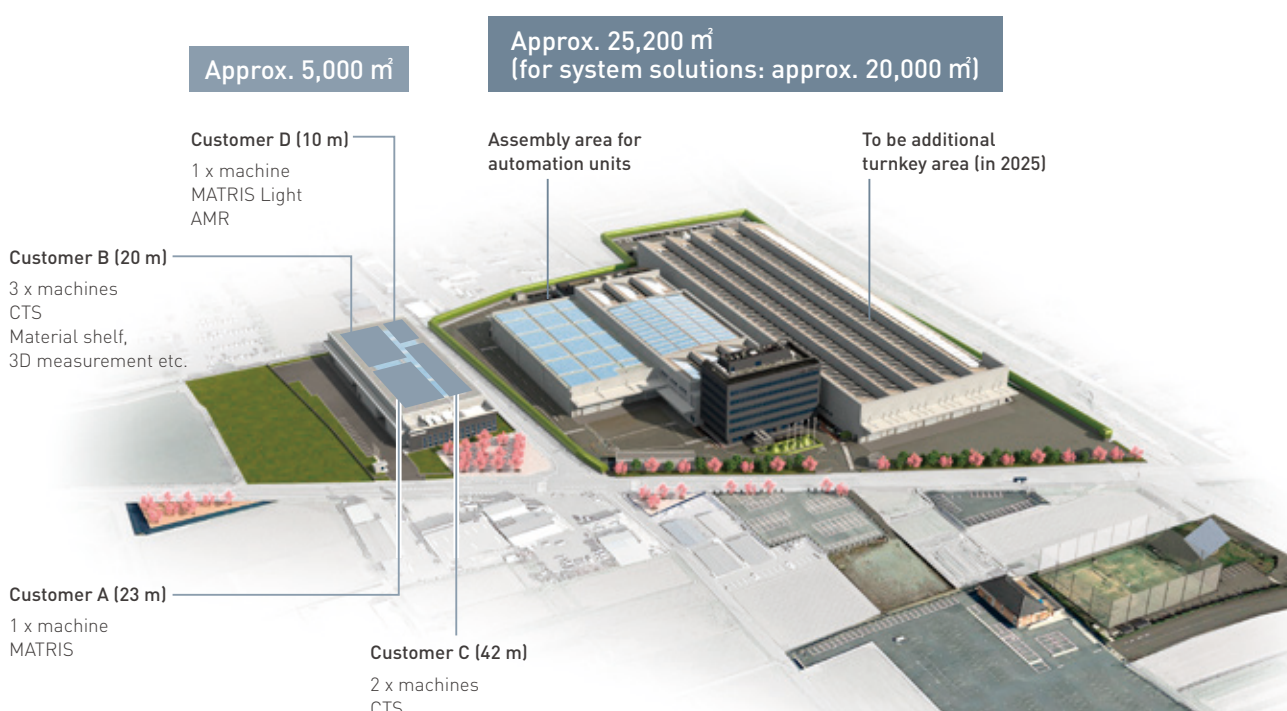 Approx. 5,000 ㎡
Approx. 25,200 ㎡
(for system solutions: approx. 20,000 ㎡)
Customer D (10 m)
1 x machine
MATRIS Light
AMR
Assembly area for
automation units
To be additional
turnkey area (in 2025)
Customer B (20 m)
3 x machines
CTS
Material shelf,
3D measurement etc.
Customer A (23 m)
1 x machine
MATRIS
Customer C (42 m)
2 x machines
CTS